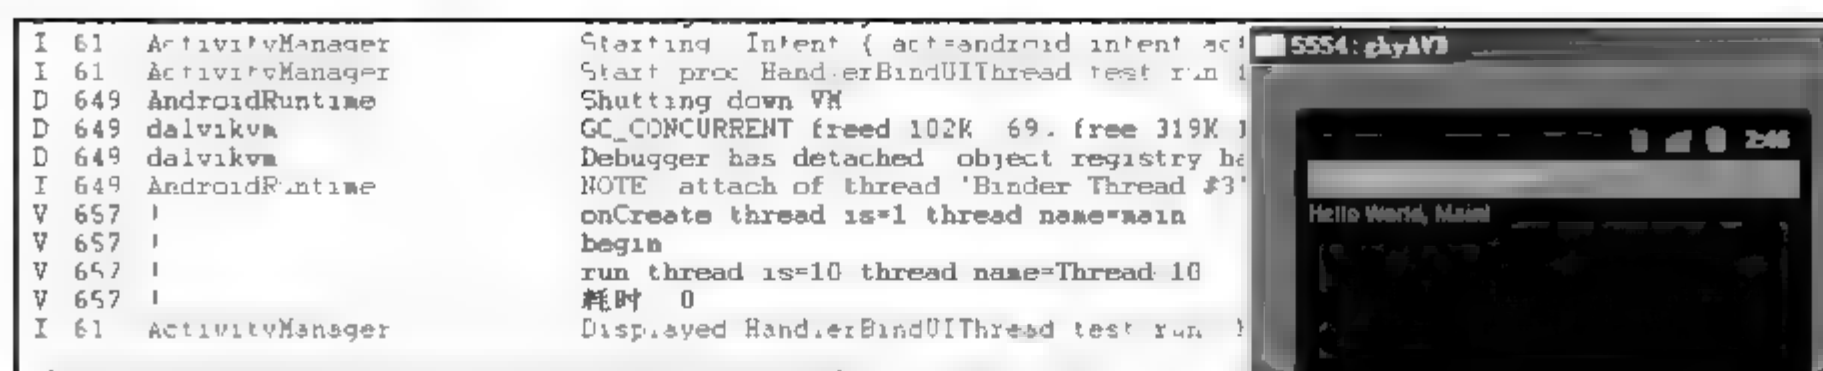 I 61 ActivityManager Starting Intent { act=android intent act
I 61 ActivityManager Start proc HandlerBindUIThread test run
D 649 AndroidRuntime Shutting down VM
D 649 dalvikvm GC_CONCURRENT freed 102K 69. free 319K
D 649 dalvikvm Debugger has detached object registry ha
I 649 AndroidRuntime NOTE attach of thread 'Binder Thread #3'
V 657 ! onCreate thread is=1 thread name=main
V 657 ! begin
V 657 ! run thread is=10 thread name=Thread 10
V 657 ! 耗时 0
I 61 ActivityManager Displayed HandlerBindUIThread test run
5554:ghyAVD
2:46
Hello World, Main!